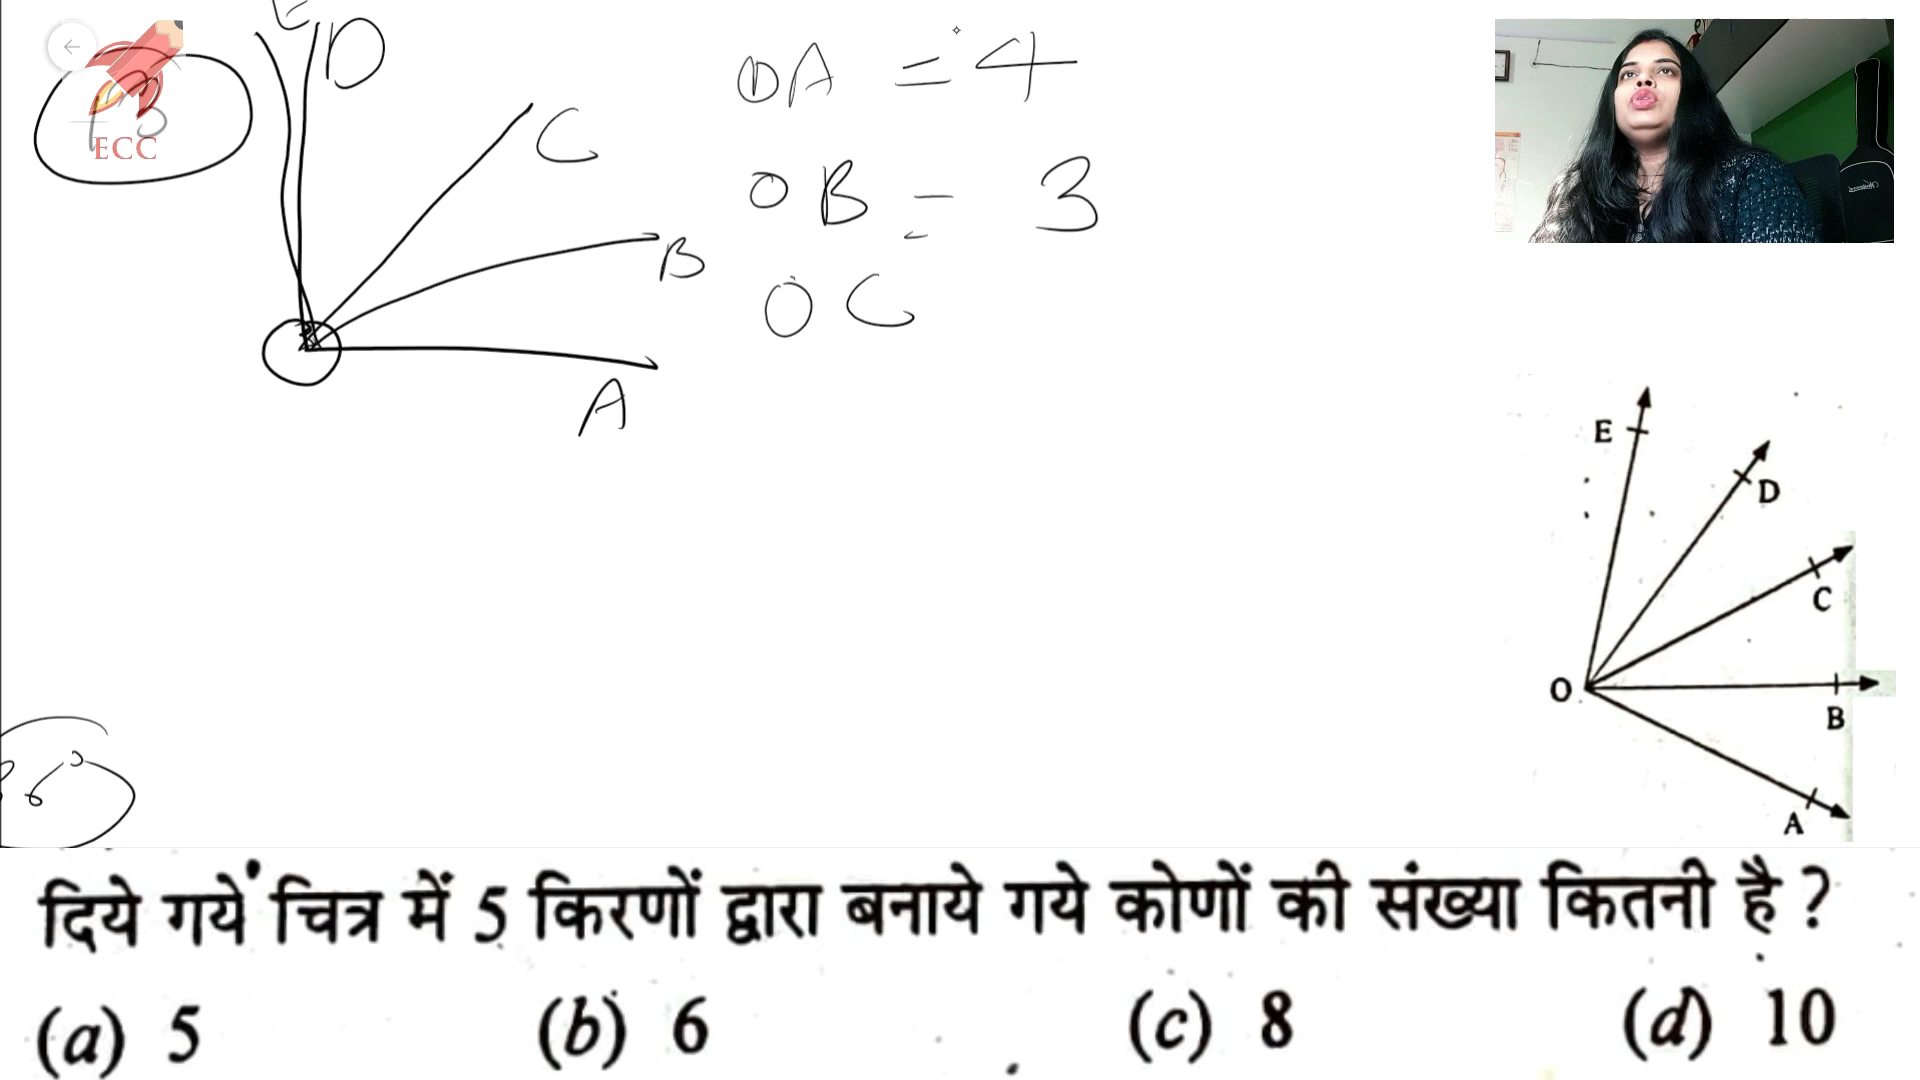 E
D
ECC
C
B
A
OA = 4
OB = 3
OC
E
D
C
O
B
A
दिये गये चित्र में 5 किरणों द्वारा बनाये गये कोणों की संख्या कितनी है ?
(a) 5 (b) 6 (c) 8 (d) 10